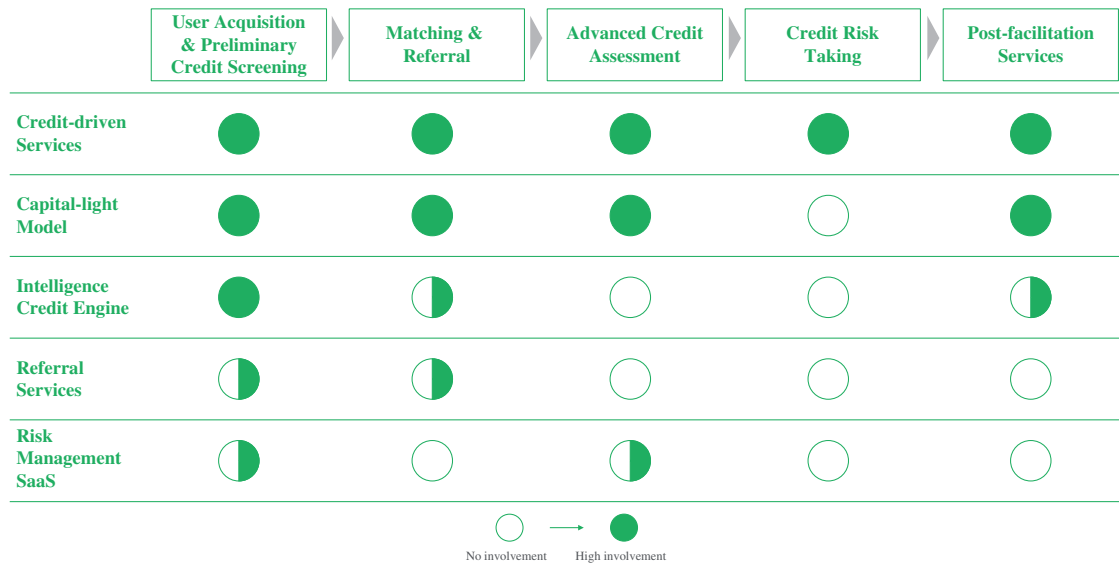 User Acquisition
& Preliminary
Credit Screening
Matching &
Referral
Advanced Credit
Assessment
Credit Risk
Taking
Post-facilitation
Services
Credit-driven
Services
Capital-light
Model
Intelligence
Credit Engine
Referral
Services
Risk
Management
SaaS
No involvement
High involvement